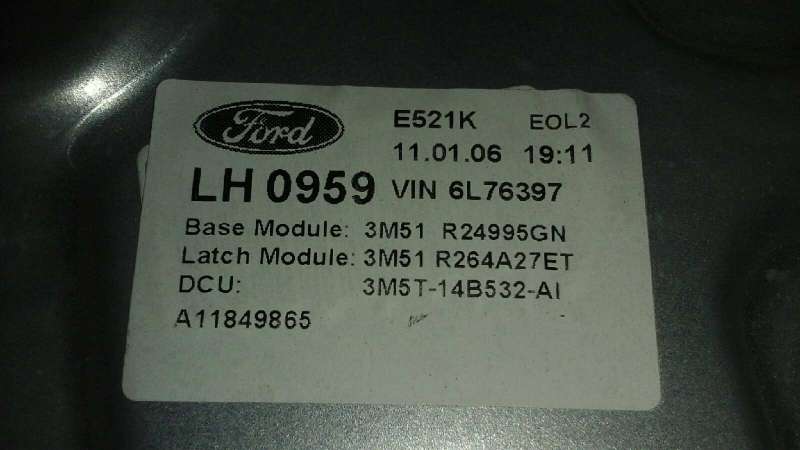 Ford E521K EOL2
11.01.06 19:11
LH 0959 VIN 6L76397
Base Module: 3M51 R24995GN
Latch Module: 3M51 R264A27ET
DCU: 3M5T-14B532-AI
A11849865